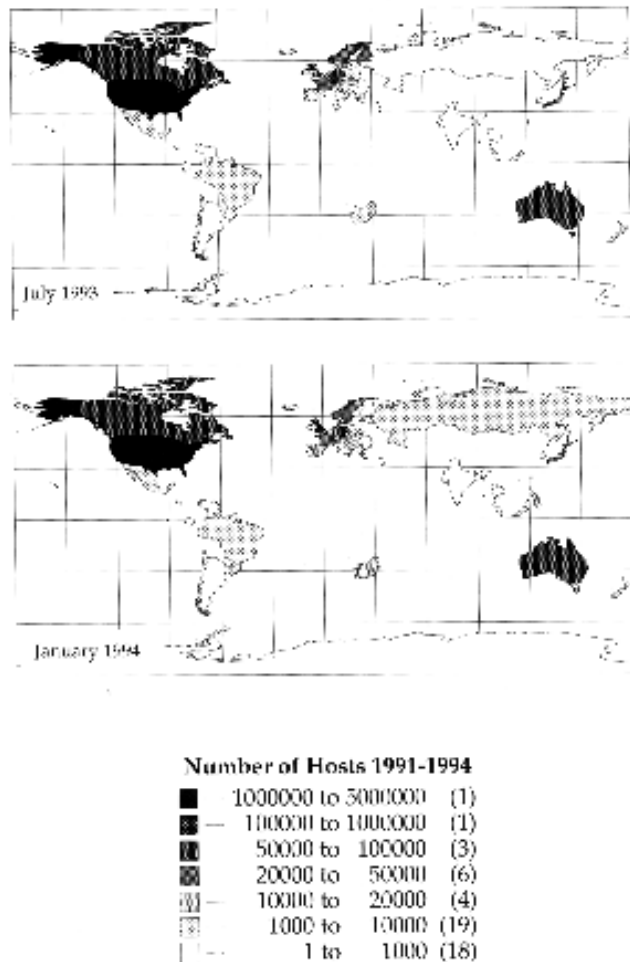 July 1993
January 1994
Number of Hosts 1991-1994
1000000 to 5000000 (1)
100000 to 1000000 (1)
50000 to 100000 (3)
20000 to 50000 (6)
10000 to 20000 (4)
1000 to 10000 (19)
1 to 1000 (18)